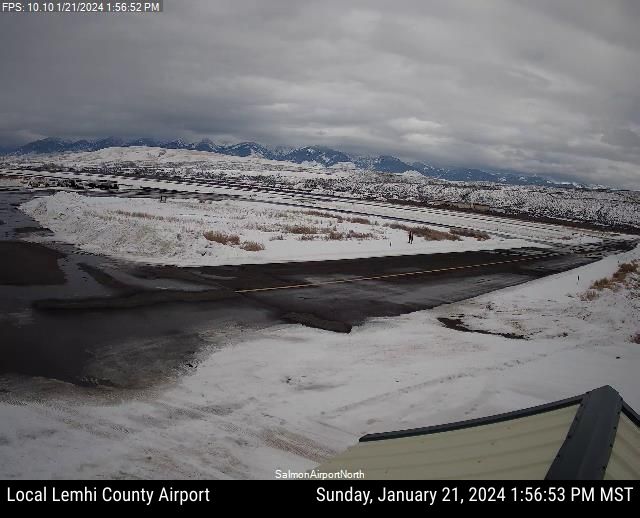 FPS: 10.10 1/21/2024 1:56:52 PM
SalmonAirportNorth
Local Lemhi County Airport Sunday, January 21, 2024 1:56:53 PM MST